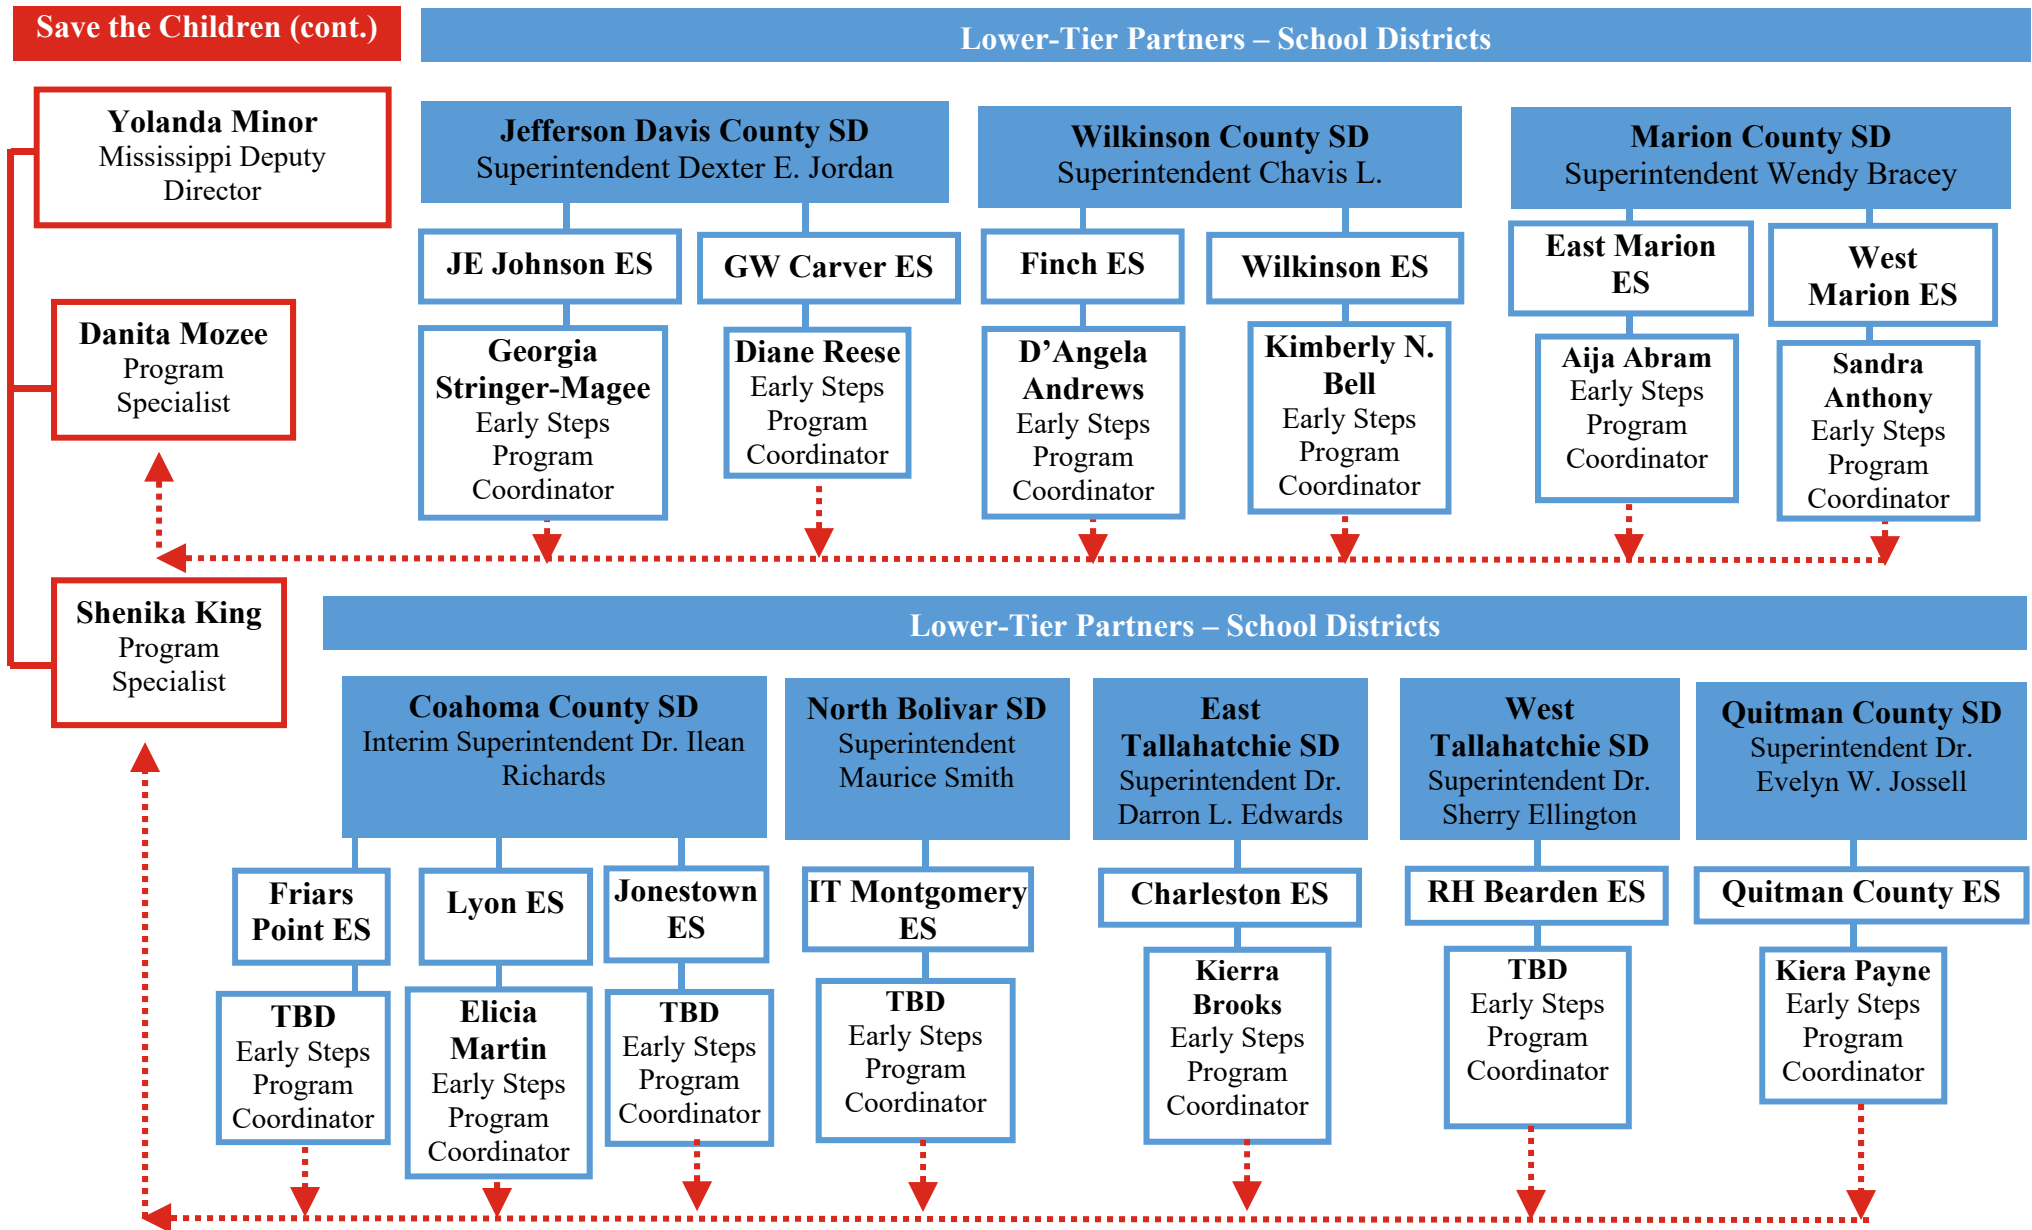 Save the Children (cont.)
Lower-Tier Partners – School Districts
Yolanda Minor
Mississippi Deputy
Director
Danita Mozee
Program
Specialist
Jefferson Davis County SD
Superintendent Dexter E. Jordan
JE Johnson ES
Georgia
Stringer-Magee
Early Steps
Program
Coordinator
GW Carver ES
Diane Reese
Early Steps
Program
Coordinator
Wilkinson County SD
Superintendent Chavis L.
Finch ES
D’Angela
Andrews
Early Steps
Program
Coordinator
Wilkinson ES
Kimberly N.
Bell
Early Steps
Program
Coordinator
Marion County SD
Superintendent Wendy Bracey
East Marion
ES
Aija Abram
Early Steps
Program
Coordinator
West
Marion ES
Sandra
Anthony
Early Steps
Program
Coordinator
Shenika King
Program
Specialist
Lower-Tier Partners – School Districts
Coahoma County SD
Interim Superintendent Dr. Ilean
Richards
Friars
Point ES
TBD
Early Steps
Program
Coordinator
Lyon ES
Elicia
Martin
Early Steps
Program
Coordinator
Jonestown
ES
TBD
Early Steps
Program
Coordinator
North Bolivar SD
Superintendent
Maurice Smith
IT Montgomery
ES
TBD
Early Steps
Program
Coordinator
East
Tallahatchie SD
Superintendent Dr.
Darron L. Edwards
Charleston ES
Kierra
Brooks
Early Steps
Program
Coordinator
West
Tallahatchie SD
Superintendent Dr.
Sherry Ellington
RH Bearden ES
TBD
Early Steps
Program
Coordinator
Quitman County SD
Superintendent Dr.
Evelyn W. Jossell
Quitman County ES
Kiera Payne
Early Steps
Program
Coordinator